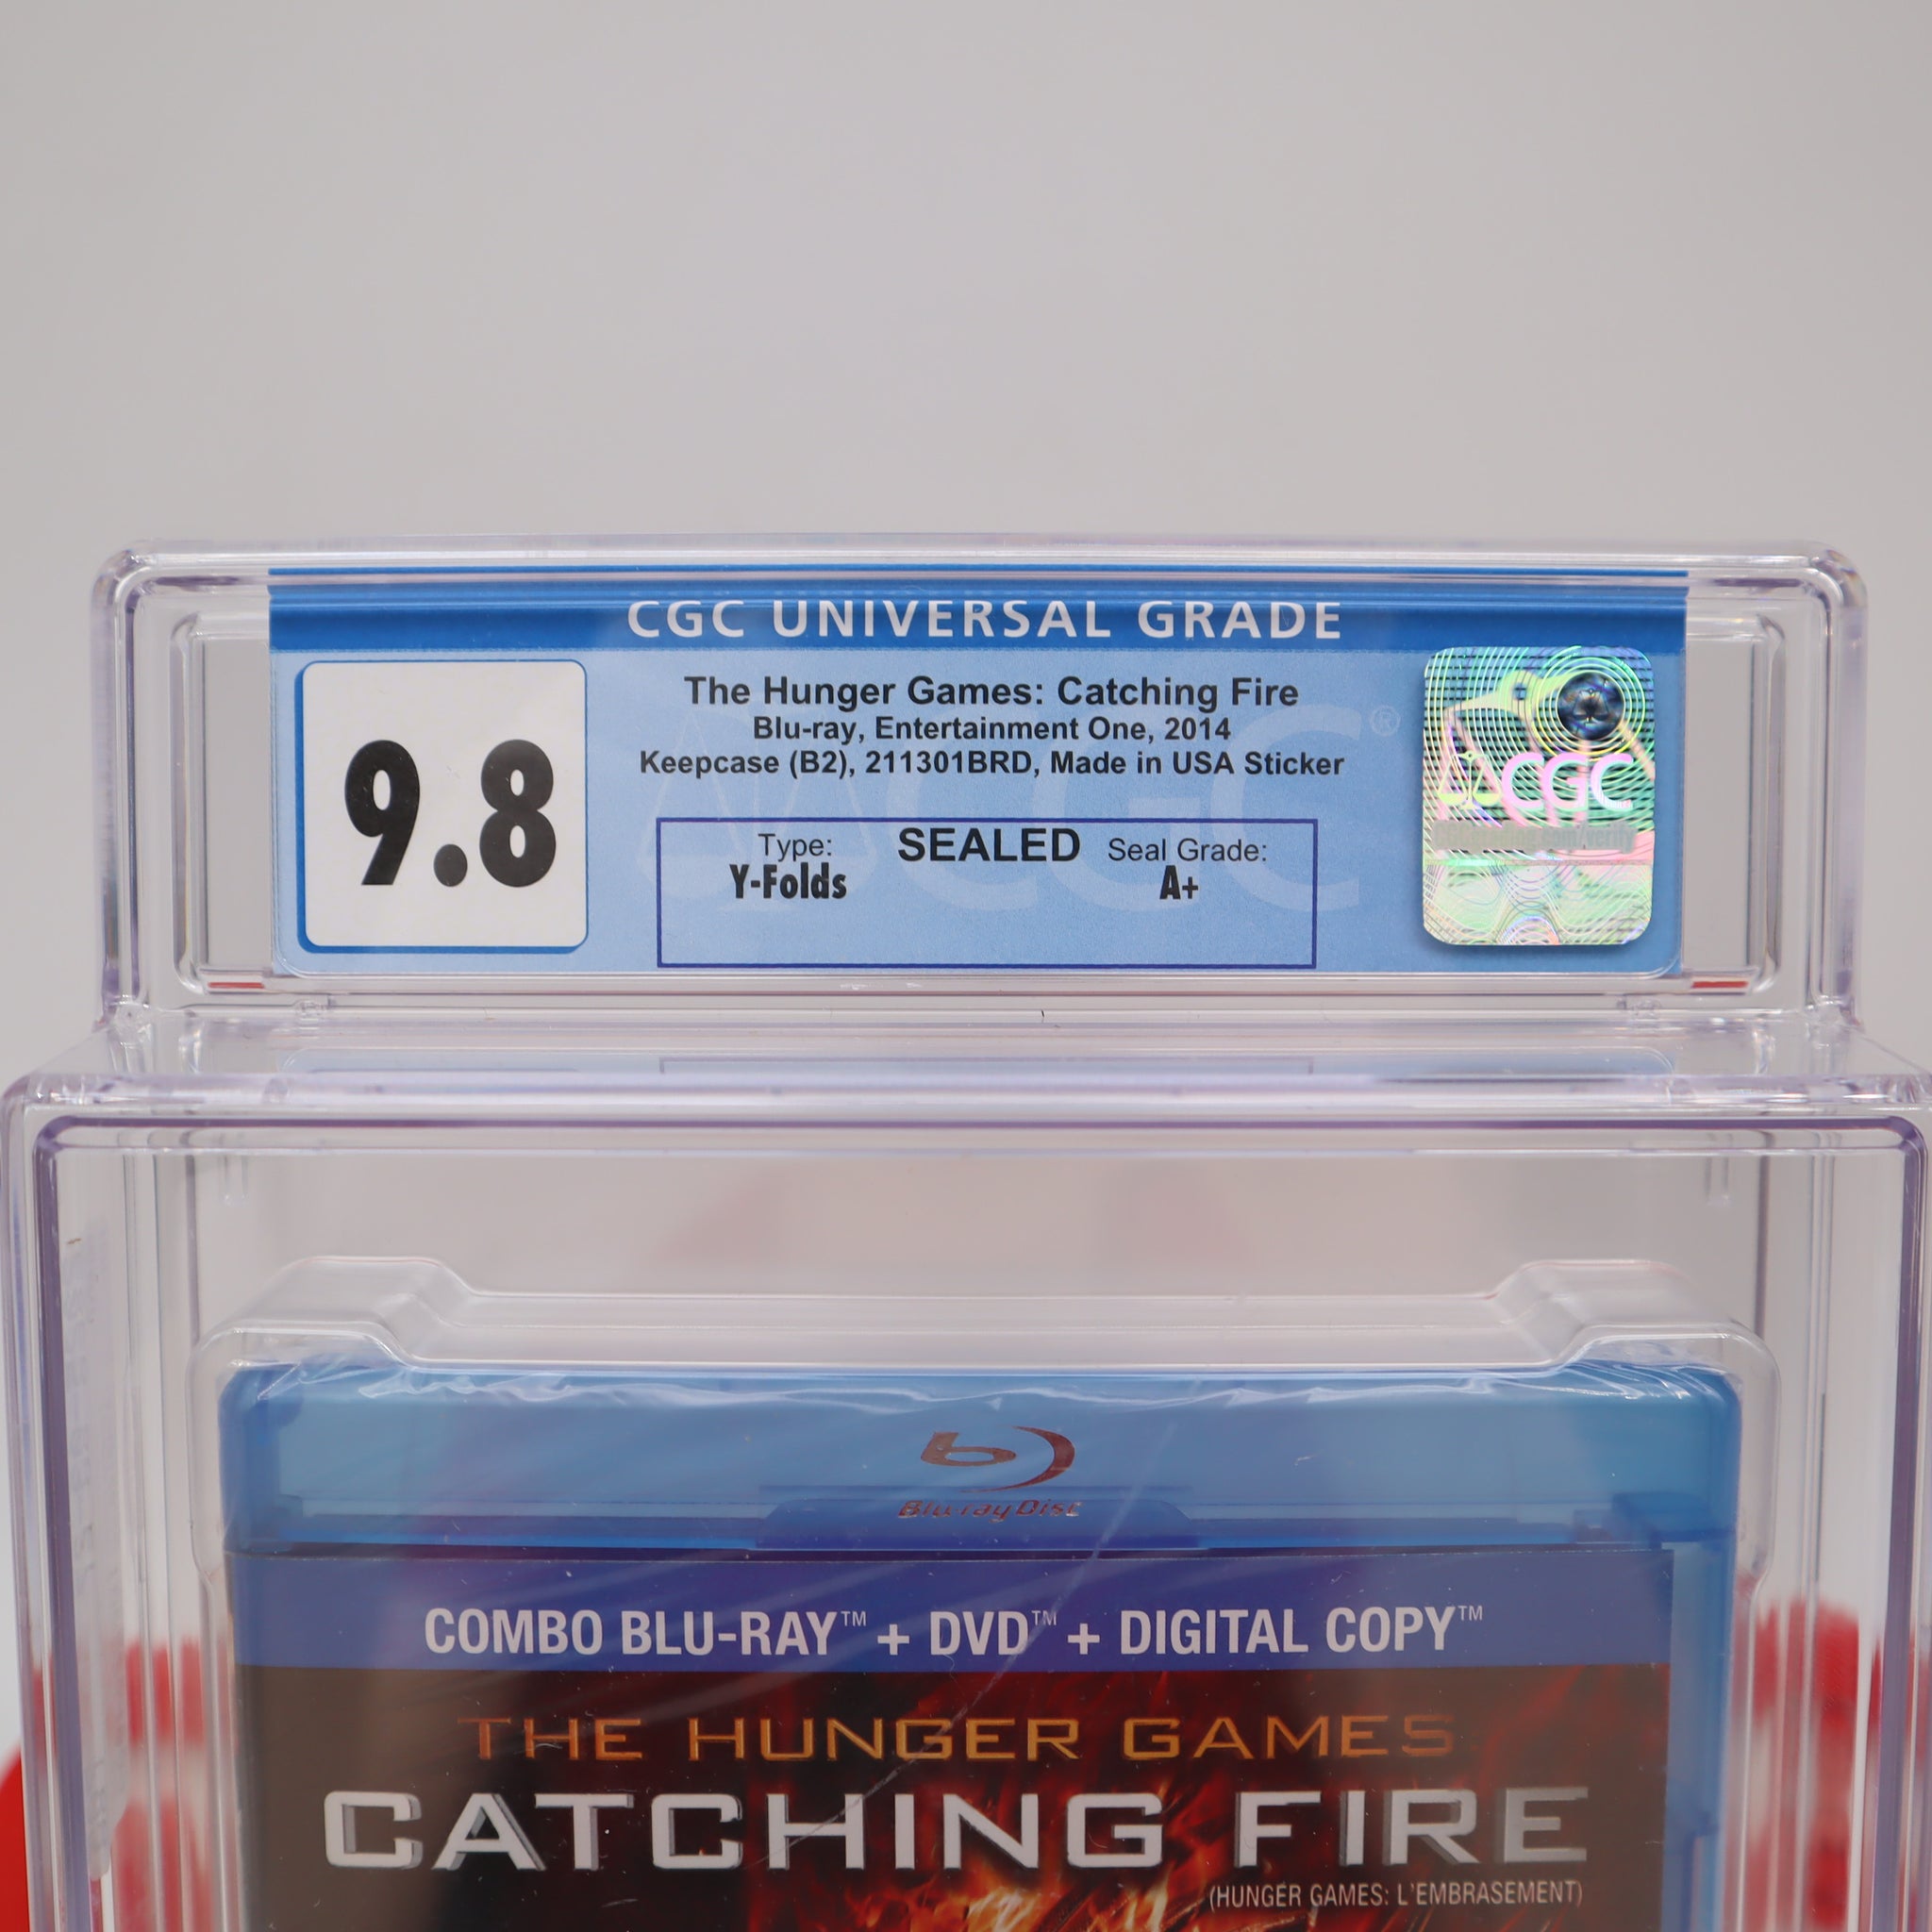 CGC UNIVERSAL GRADE
9.8
The Hunger Games: Catching Fire
Blu-ray, Entertainment One, 2014
Keepcase (B2), 211301BRD, Made in USA Sticker
Type: SEALED Seal Grade:
Y-Folds A+
CGC
Blu-ray Disc
COMBO BLU-RAY™ + DVD™ + DIGITAL COPY™
THE HUNGER GAMES
CATCHING FIRE
(HUNGER GAMES: L'EMBRASEMENT)